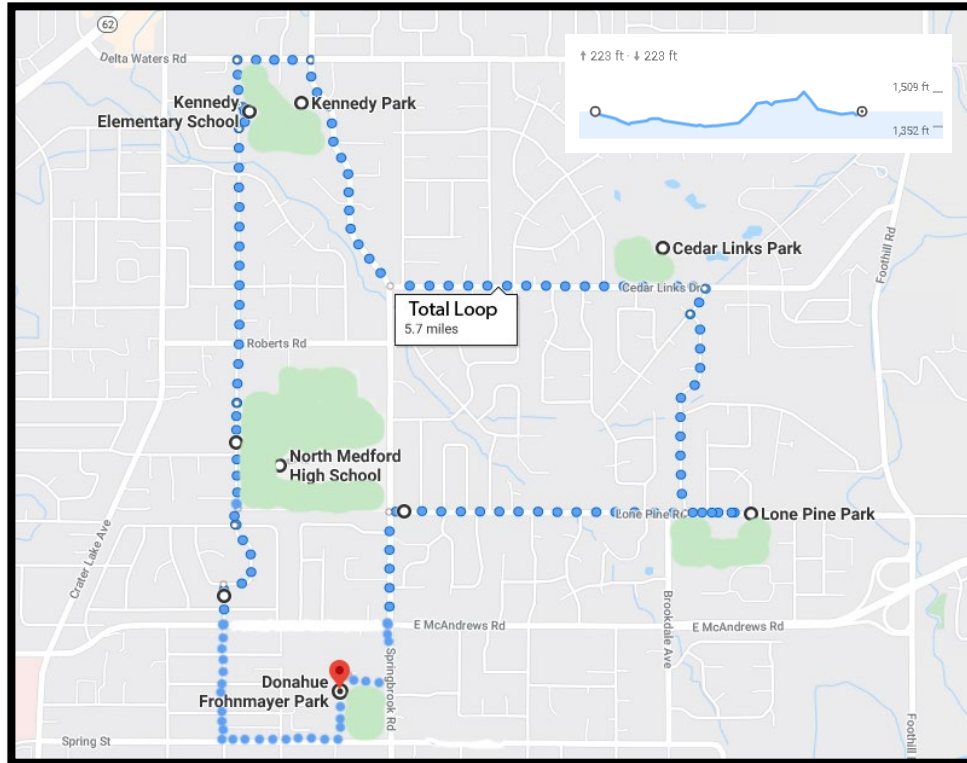 62
Delta Waters Rd
↑ 223 ft · ↓ 223 ft
1,509 ft
1,352 ft
Kennedy
Elementary School
Kennedy Park
Cedar Links Park
Cedar Links Dr
Foothill Rd
Total Loop
5.7 miles
Roberts Rd
North Medford
High School
Crater Lake Ave
Lone Pine Rd
Lone Pine Park
E McAndrews Rd
E McAndrews Rd
Brookdale Ave
Springbrook Rd
Donahue
Frohnmayer Park
Spring St
Foothill